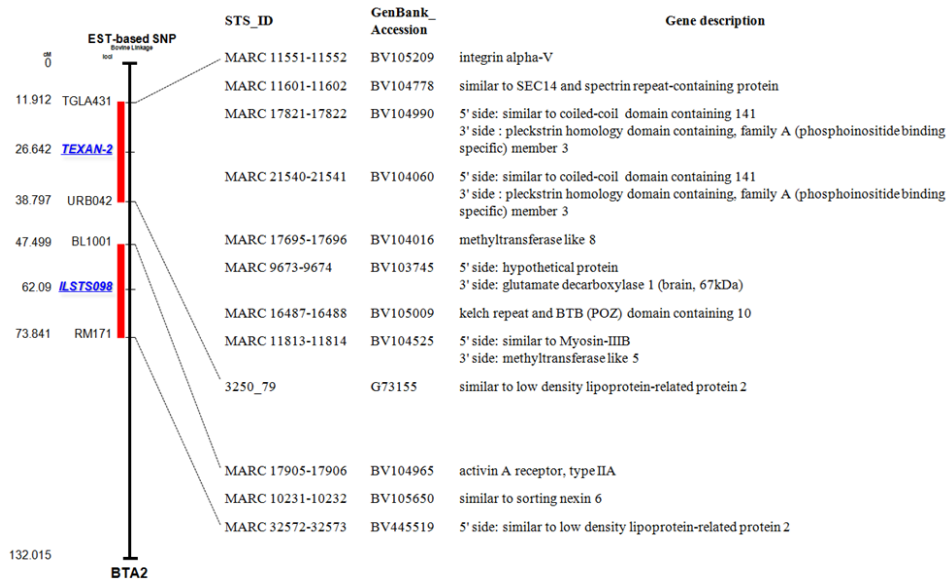 EST-based SNP
Bovine Linkage
cM
loci
0
11.912 TGLA431
26.642 TEXAN-2
38.797 URB042
47.499 BL1001
62.09 ILSTS098
73.841 RM171
132.015
BTA2
STS_ID GenBank_ Gene description
Accession
MARC 11551-11552 BV105209 integrin alpha-V
MARC 11601-11602 BV104778 similar to SEC14 and spectrin repeat-containing protein
MARC 17821-17822 BV104990 5' side: similar to coiled-coil domain containing 141
3' side : pleckstrin homology domain containing, family A (phosphoinositide binding
specific) member 3
MARC 21540-21541 BV104060 5' side: similar to coiled-coil domain containing 141
3' side : pleckstrin homology domain containing, family A (phosphoinositide binding
specific) member 3
MARC 17695-17696 BV104016 methyltransferase like 8
MARC 9673-9674 BV103745 5' side: hypothetical protein
3' side: glutamate decarboxylase 1 (brain, 67kDa)
MARC 16487-16488 BV105009 kelch repeat and BTB (POZ) domain containing 10
MARC 11813-11814 BV104525 5' side: similar to Myosin-IIIB
3' side: methyltransferase like 5
3250_79 G73155 similar to low density lipoprotein-related protein 2
MARC 17905-17906 BV104965 activin A receptor, type IIA
MARC 10231-10232 BV105650 similar to sorting nexin 6
MARC 32572-32573 BV445519 5' side: similar to low density lipoprotein-related protein 2